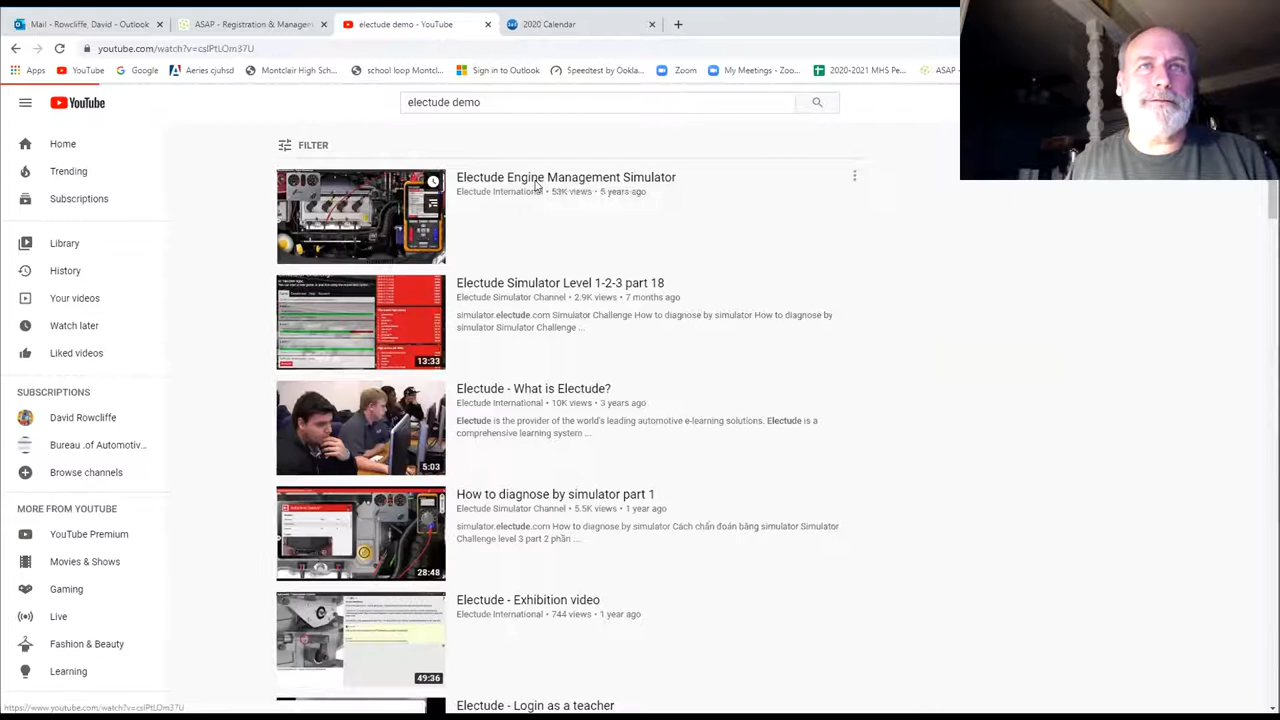 Mail - Rowcliffe, David - Outlook
ASAP - Registration & Manageme
electude demo - YouTube
2020 Calendar
youtube.com/watch?v=cslPtLOm37U
Apps
YouTube
Google
Aeries cjuhsd
Montclair High Sch...
school loop Montcl...
Sign in to Outlook
Speedtest by Ookla...
Zoom
My Meetings - Zoo...
2020-2021 MHS Pe...
ASAP -
YouTube
electude demo
Home
Trending
Subscriptions
Library
History
Your videos
Watch later
Liked videos
SUBSCRIPTIONS
David Rowcliffe
Bureau .of Automotiv...
Browse channels
MORE FROM YOUTUBE
YouTube Premium
Movies & Shows
Gaming
Live
Fashion & Beauty
Learning
FILTER
Electude Engine Management Simulator
Electude International • 53K views • 5 years ago
Electude Simulator Level 1-2-3 part 18
Electude Simulator Channel • 2.9K views • 7 months ago
simulator.electude.com Simulator Challenge How to diagnose by simulator How to diagnose by
simulator Simulator Challenge ...
13:33
Electude - What is Electude?
Electude International • 10K views • 3 years ago
Electude is the provider of the world's leading automotive e-learning solutions. Electude is a
comprehensive learning system ...
5:03
How to diagnose by simulator part 1
Electude Simulator Channel • 5.5K views • 1 year ago
simulator.electude.com How to diagnose by simulator Cách chẩn đoán bằng simulator Simulator
Challenge level 3 part 2 phần ...
28:48
Electude - Exhibition video
Electude International • 744 views • 1 year ago
49:36
Electude - Login as a teacher
https://www.youtube.com/watch?v=cslPtLOm37U